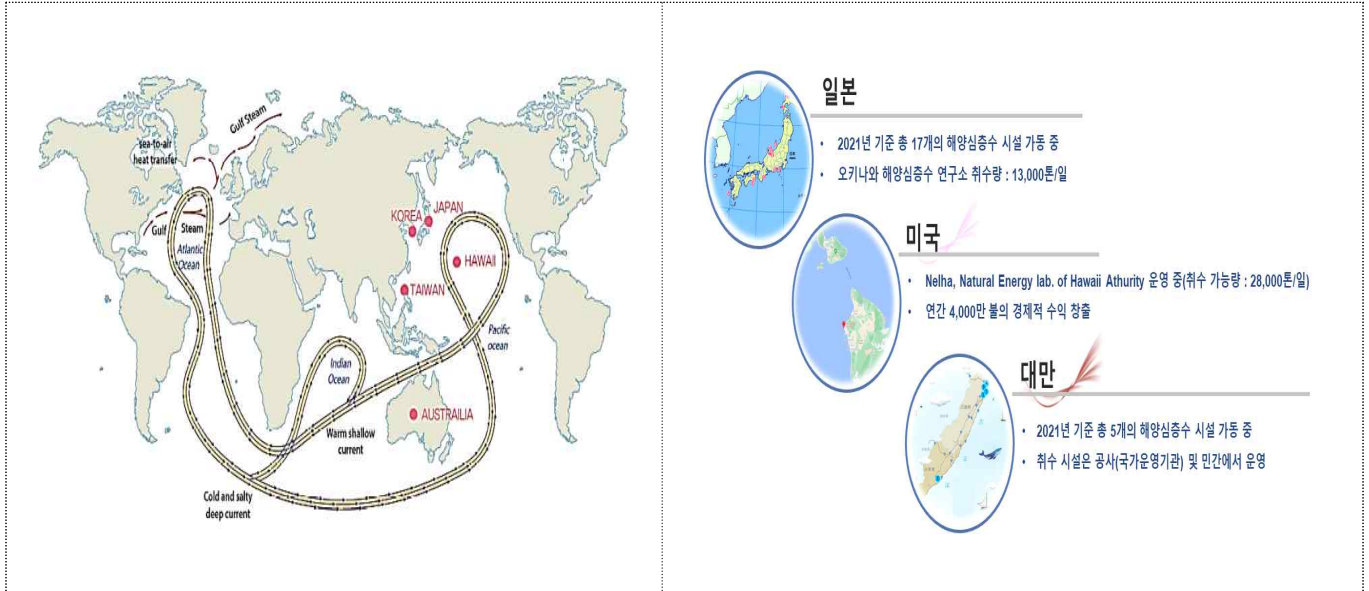 Gulf Steam
sea-to-air
heat transfer
Gulf Steam
Atlantic
Ocean
KOREA
JAPAN
HAWAII
TAIWAN
Pacific
ocean
Indian
Ocean
AUSTRAILIA
Warm shallow
current
Cold and salty
deep current
일본
• 2021년 기준 총 17개의 해양심층수 시설 가동 중
• 오키나와 해양심층수 연구소 취수량 : 13,000톤/일
미국
• Nelha, Natural Energy lab. of Hawaii Athurity 운영 중(취수 가능량 : 28,000톤/일)
• 연간 4,000만 불의 경제적 수익 창출
대만
• 2021년 기준 총 5개의 해양심층수 시설 가동 중
• 취수 시설은 공사(국가운영기관) 및 민간에서 운영